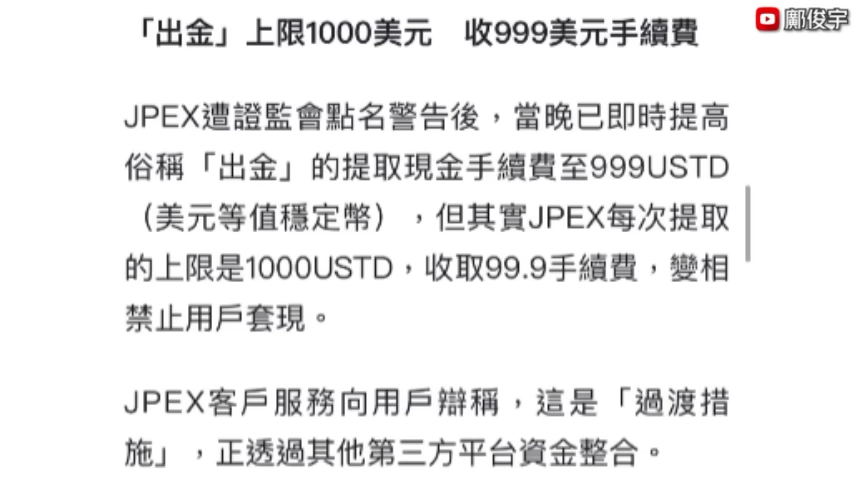 鄺俊宇
「出金」上限1000美元 收999美元手續費
JPEX遭證監會點名警告後，當晚已即時提高
俗稱「出金」的提取現金手續費至999USTD
（美元等值穩定幣），但其實JPEX每次提取
的上限是1000USTD，收取99.9手續費，變相
禁止用戶套現。
JPEX客戶服務向用戶辯稱，這是「過渡措
施」，正透過其他第三方平台資金整合。